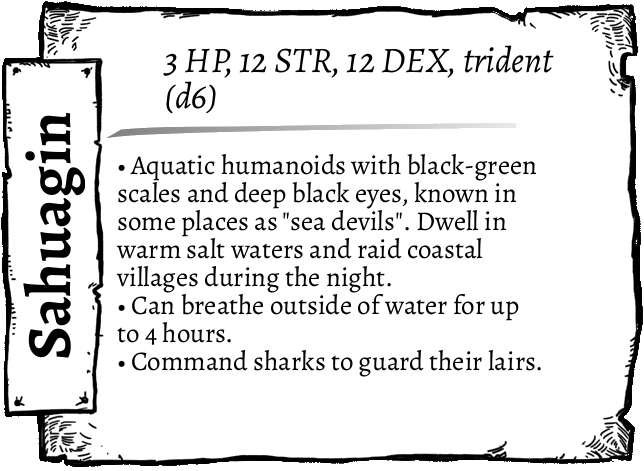 Sahuagin
3 HP, 12 STR, 12 DEX, trident
(d6)
• Aquatic humanoids with black-green
scales and deep black eyes, known in
some places as "sea devils". Dwell in
warm salt waters and raid coastal
villages during the night.
• Can breathe outside of water for up
to 4 hours.
• Command sharks to guard their lairs.